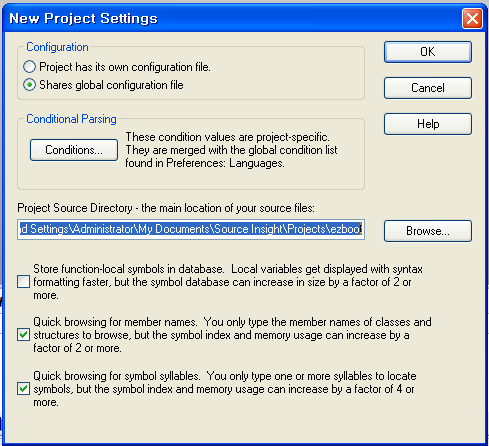 New Project Settings
Configuration
Project has its own configuration file.
Shares global configuration file
OK
Cancel
Help
Conditional Parsing
Conditions...
These condition values are project-specific.
They are merged with the global condition list
found in Preferences: Languages.
Project Source Directory - the main location of your source files:
d Settings\Administrator\My Documents\Source Insight\Projects\ezboot
Browse...
Store function-local symbols in database.  Local variables get displayed with syntax
formatting faster, but the symbol database can increase in size by a factor of 2 or
more.
Quick browsing for member names.  You only type the member names of classes and
structures to browse, but the symbol index and memory usage can increase by a
factor of 2 or more.
Quick browsing for symbol syllables.  You only type one or more syllables to locate
symbols, but the symbol index and memory usage can increase by a factor of 4 or
more.